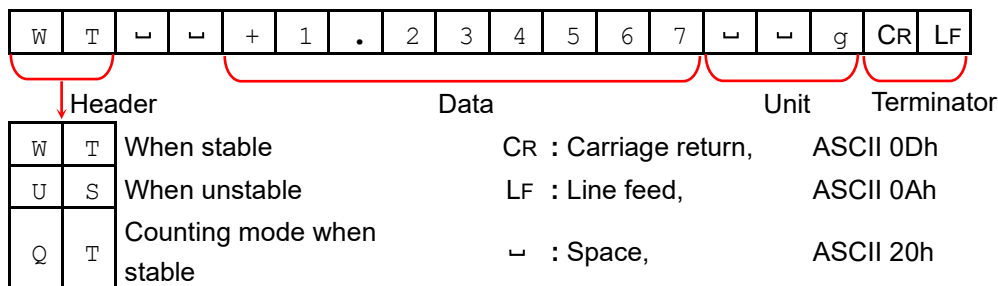 W T ␣ ␣ + 1 . 2 3 4 5 6 7 ␣ ␣ g CR LF
Header Data Unit Terminator
W T When stable CR : Carriage return, ASCII 0Dh
U S When unstable LF : Line feed, ASCII 0Ah
Q T Counting mode when stable ␣ : Space, ASCII 20h